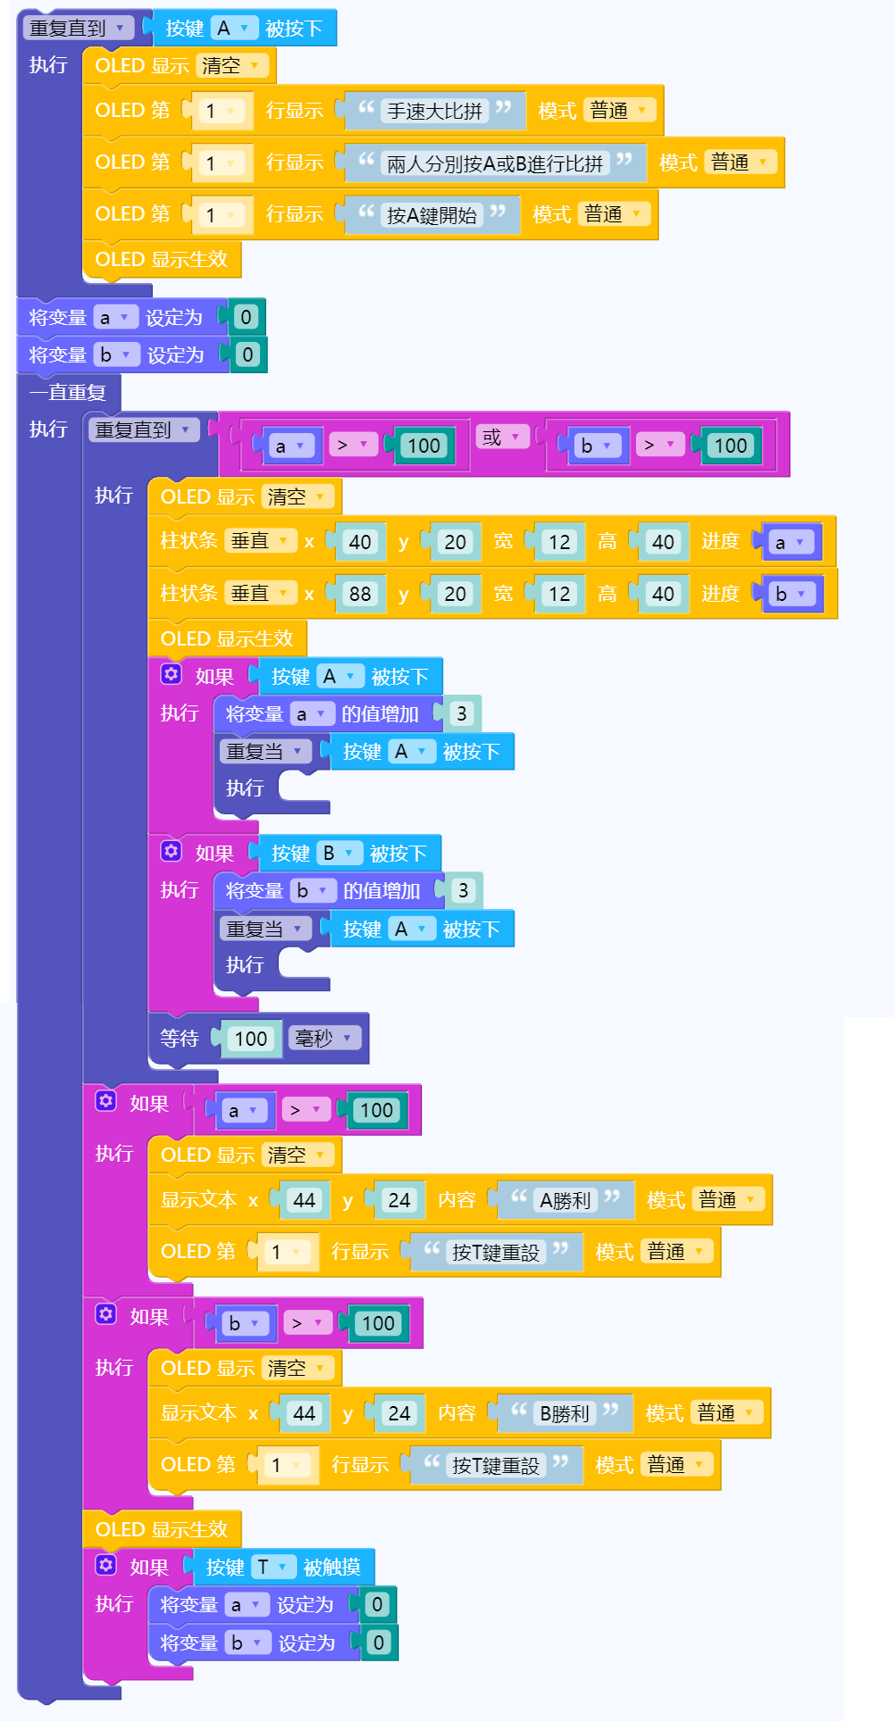 重复直到 按键 A 被按下
执行 OLED 显示 清空
OLED 第 1 行显示 “ 手速大比拼 ” 模式 普通
OLED 第 1 行显示 “ 兩人分別按A或B進行比拼 ” 模式 普通
OLED 第 1 行显示 “ 按A鍵開始 ” 模式 普通
OLED 显示生效
将变量 a 设定为 0
将变量 b 设定为 0
一直重复
执行 重复直到 a > 100 或 b > 100
执行 OLED 显示 清空
柱状条 垂直 x 40 y 20 宽 12 高 40 进度 a
柱状条 垂直 x 88 y 20 宽 12 高 40 进度 b
OLED 显示生效
如果 按键 A 被按下
执行 将变量 a 的值增加 3
重复当 按键 A 被按下
执行
如果 按键 B 被按下
执行 将变量 b 的值增加 3
重复当 按键 A 被按下
执行
等待 100 毫秒
如果 a > 100
执行 OLED 显示 清空
显示文本 x 44 y 24 内容 “ A勝利 ” 模式 普通
OLED 第 1 行显示 “ 按T鍵重設 ” 模式 普通
如果 b > 100
执行 OLED 显示 清空
显示文本 x 44 y 24 内容 “ B勝利 ” 模式 普通
OLED 第 1 行显示 “ 按T鍵重設 ” 模式 普通
OLED 显示生效
如果 按键 T 被触摸
执行 将变量 a 设定为 0
将变量 b 设定为 0